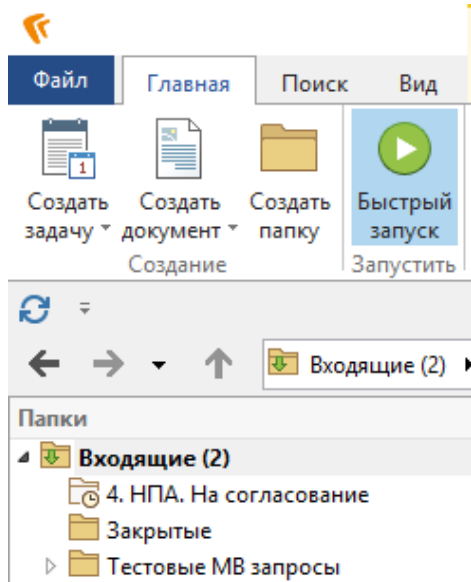 Файл Главная Поиск Вид
1
Создать задачу
Создать документ
Создать папку
Быстрый запуск
Создание Запустить
Входящие (2)
Папки
Входящие (2)
4. НПА. На согласование
Закрытые
Тестовые МВ запросы